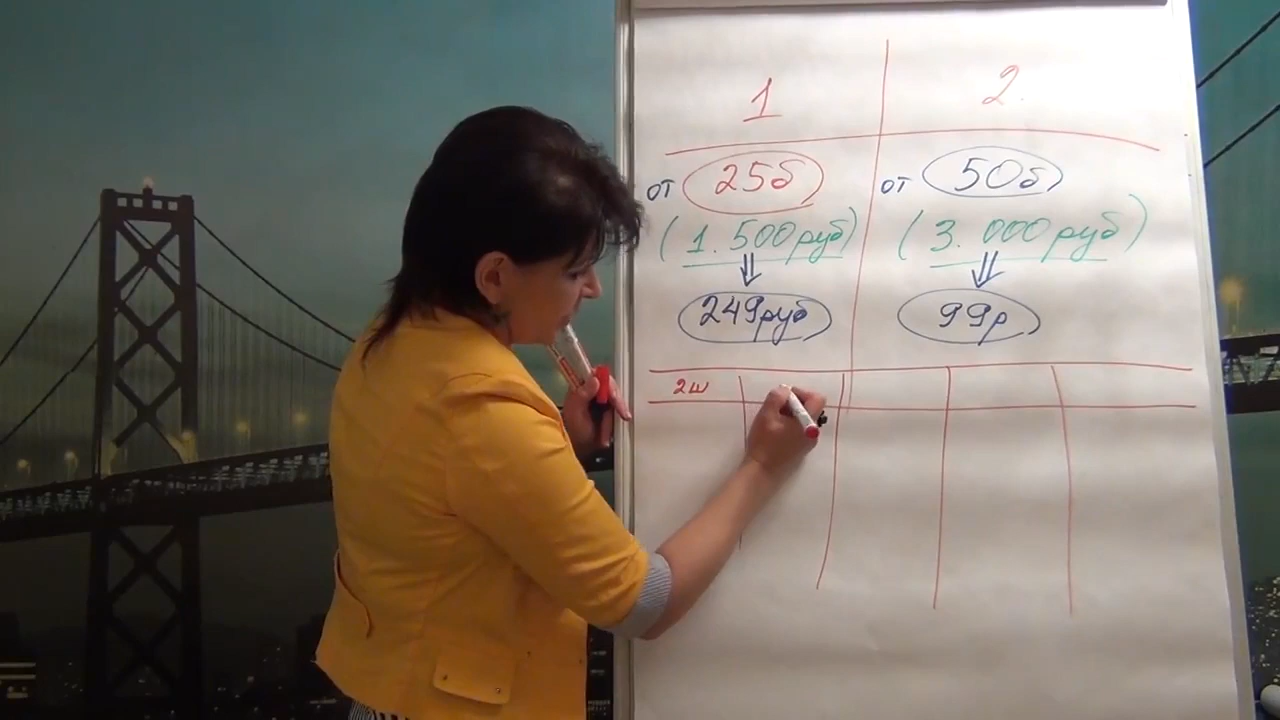 1 2.
от 25б от 50б
(1.500руб) (3.000руб)
249руб 99р
2ш